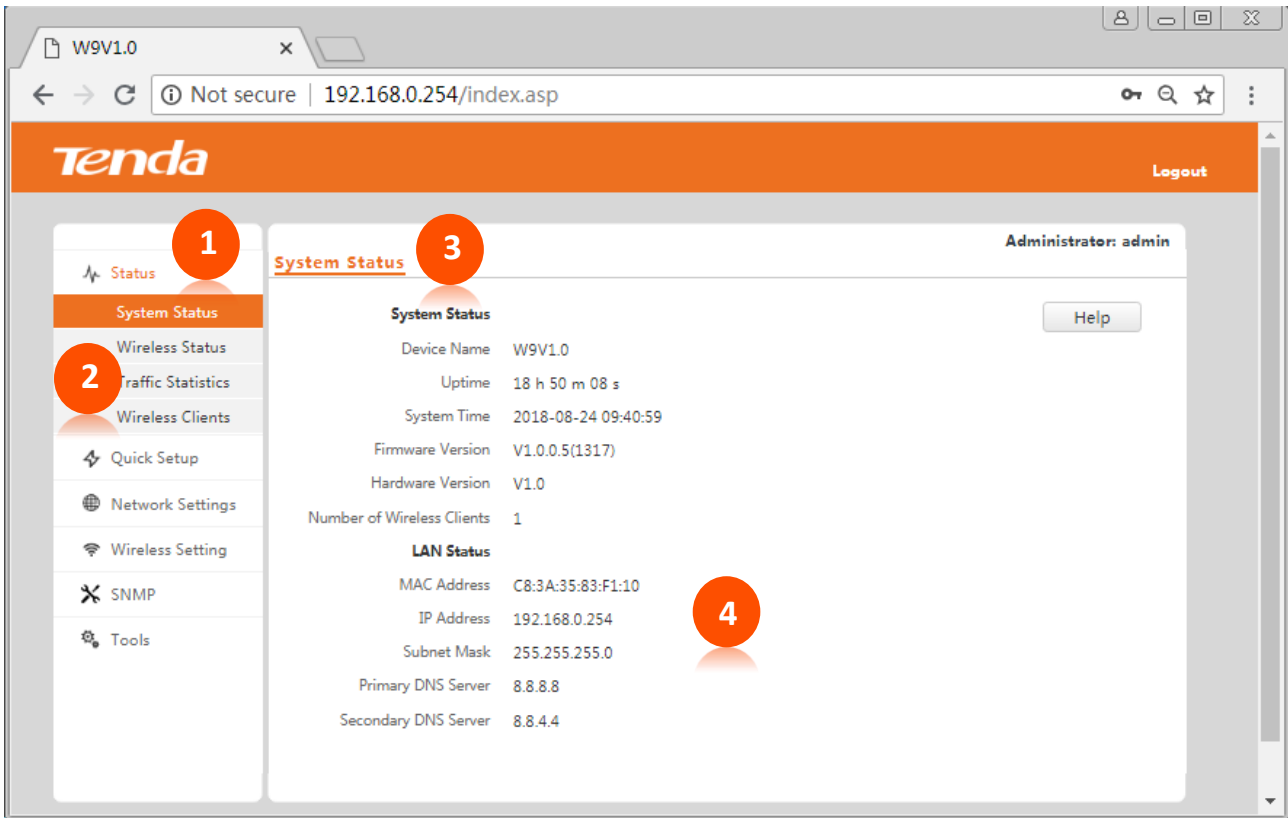 W9V1.0
Not secure | 192.168.0.254/index.asp
Tenda
Logout
1
3
Administrator: admin
Status
System Status
System Status
System Status
Help
Wireless Status
Device Name W9V1.0
2
Traffic Statistics
Uptime 18 h 50 m 08 s
Wireless Clients
System Time 2018-08-24 09:40:59
Quick Setup
Firmware Version V1.0.0.5(1317)
Hardware Version V1.0
Network Settings
Number of Wireless Clients 1
Wireless Setting
LAN Status
SNMP
MAC Address C8:3A:35:83:F1:10
4
IP Address 192.168.0.254
Tools
Subnet Mask 255.255.255.0
Primary DNS Server 8.8.8.8
Secondary DNS Server 8.8.4.4